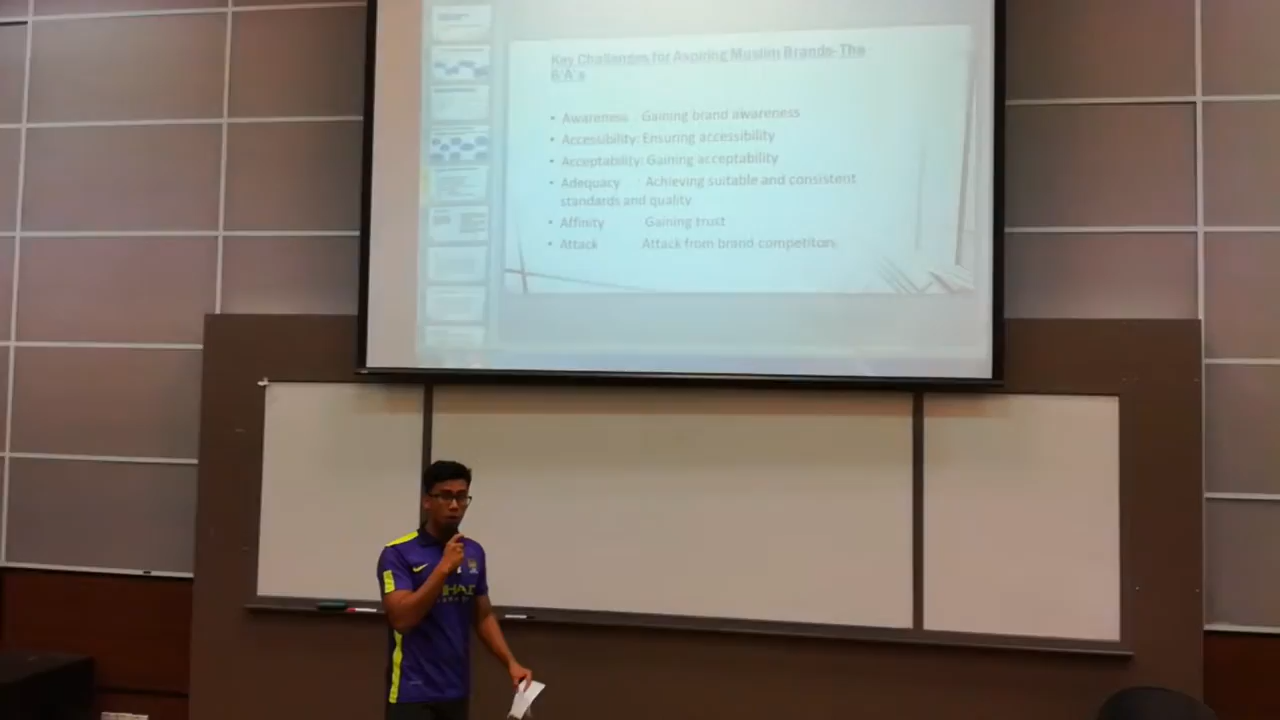 Key Challenges for Aspiring Muslim Brands- The
6'A's
• Awareness : Gaining brand awareness
• Accessibility: Ensuring accessibility
• Acceptability: Gaining acceptability
• Adequacy : Achieving suitable and consistent
standards and quality
• Affinity Gaining trust
• Attack Attack from brand competitors